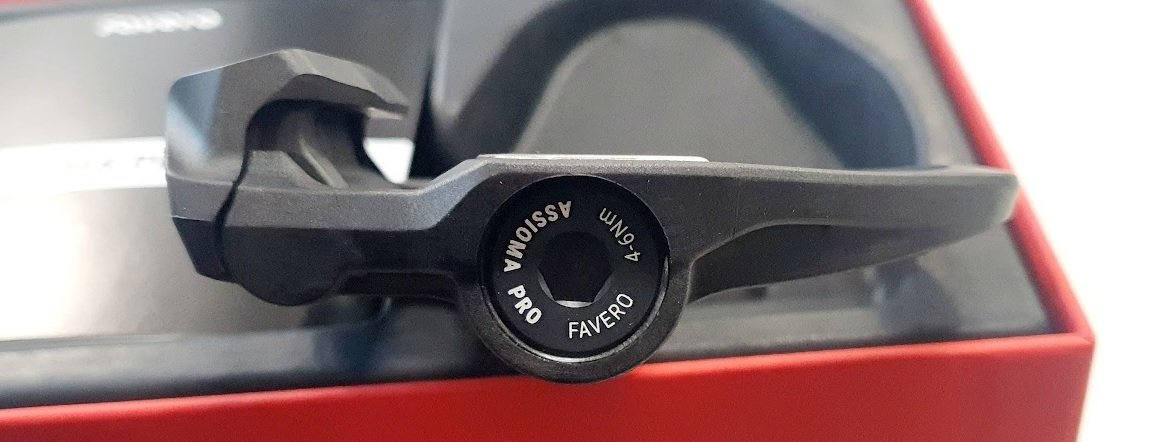 ASSIOMA PRO
4-6Nm
FAVERO